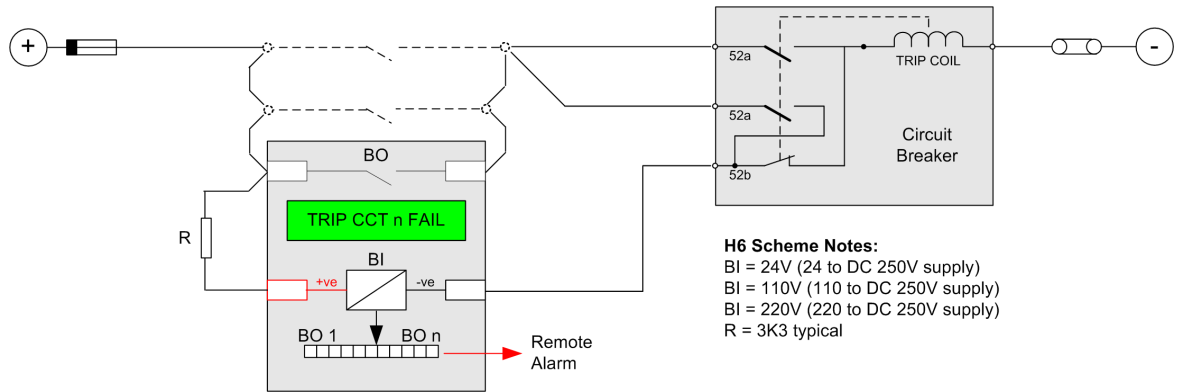 +
-
52a
TRIP COIL
52a
Circuit
Breaker
52b
BO
TRIP CCT n FAIL
R
BI
+ve
-ve
BO 1
BO n
Remote
Alarm
H6 Scheme Notes:
BI = 24V (24 to DC 250V supply)
BI = 110V (110 to DC 250V supply)
BI = 220V (220 to DC 250V supply)
R = 3K3 typical